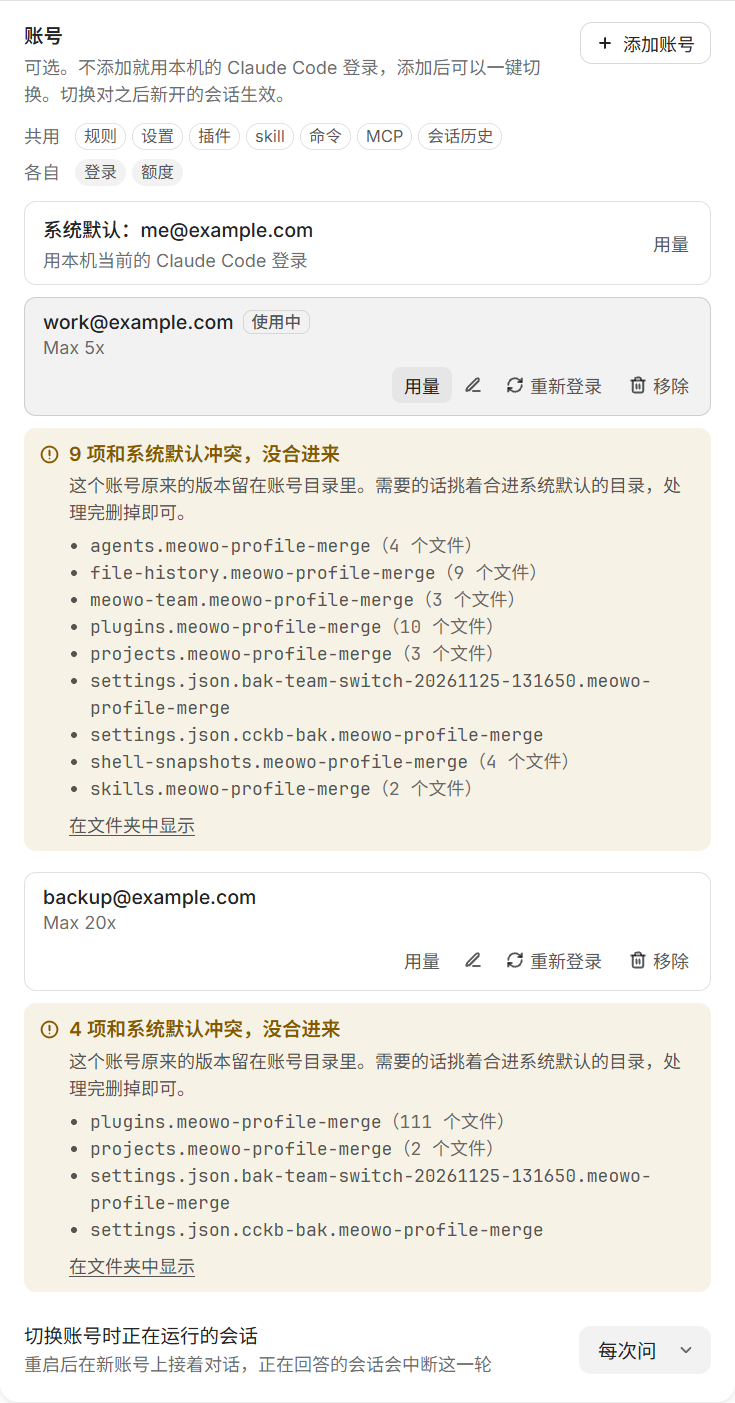 账号
添加账号
可选。不添加就用本机的 Claude Code 登录，添加后可以一键切
换。切换对之后新开的会话生效。
共用 规则 设置 插件 skill 命令 MCP 会话历史
各自 登录 额度
系统默认：me@example.com
用本机当前的 Claude Code 登录
用量
work@example.com 使用中
Max 5x
用量 重新登录 移除
9 项和系统默认冲突，没合进来
这个账号原来的版本留在账号目录里。需要的话挑着合进系统默认的目录，处
理完删掉即可。
• agents.meowo-profile-merge（4 个文件）
• file-history.meowo-profile-merge（9 个文件）
• meowo-team.meowo-profile-merge（3 个文件）
• plugins.meowo-profile-merge（10 个文件）
• projects.meowo-profile-merge（3 个文件）
• settings.json.bak-team-switch-20261125-131650.meowo-
profile-merge
• settings.json.cckb-bak.meowo-profile-merge
• shell-snapshots.meowo-profile-merge（4 个文件）
• skills.meowo-profile-merge（2 个文件）
在文件夹中显示
backup@example.com
Max 20x
用量 重新登录 移除
4 项和系统默认冲突，没合进来
这个账号原来的版本留在账号目录里。需要的话挑着合进系统默认的目录，处
理完删掉即可。
• plugins.meowo-profile-merge（111 个文件）
• projects.meowo-profile-merge（2 个文件）
• settings.json.bak-team-switch-20261125-131650.meowo-
profile-merge
• settings.json.cckb-bak.meowo-profile-merge
在文件夹中显示
切换账号时正在运行的会话
重启后在新账号上接着对话，正在回答的会话会中断这一轮
每次问